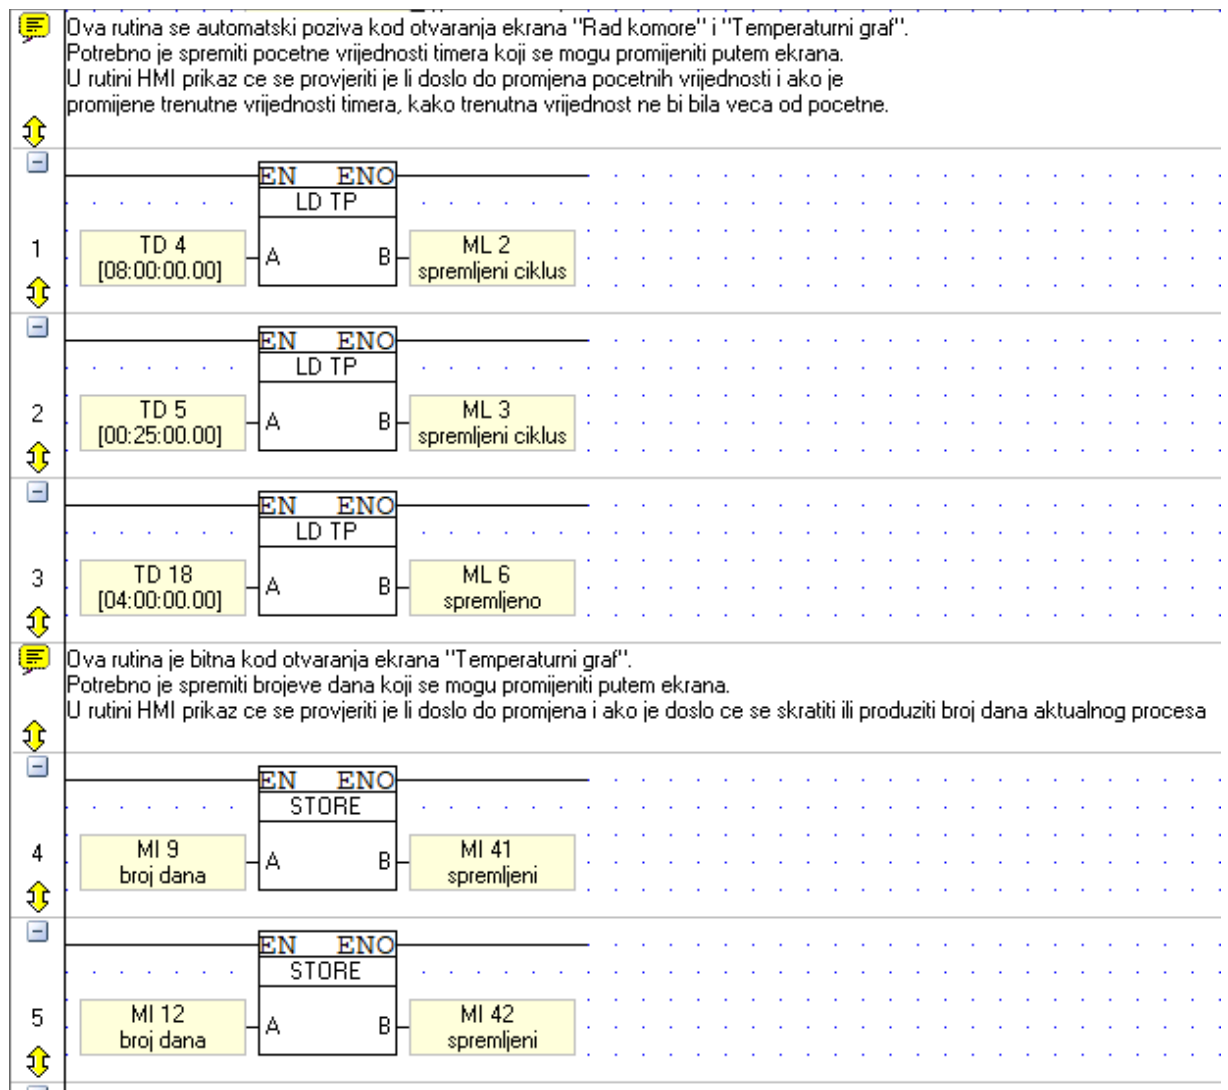 Ova rutina se automatski poziva kod otvaranja ekrana "Rad komore" i "Temperaturni graf".
Potrebno je spremiti pocetne vrijednosti timera koji se mogu promijeniti putem ekrana.
U rutini HMI prikaz ce se provjeriti je li doslo do promjena pocetnih vrijednosti i ako je
promijene trenutne vrijednosti timera, kako trenutna vrijednost ne bi bila veca od pocetne.
EN ENO
LD TP
1
TD 4
[08:00:00.00]
A B
ML 2
spremljeni ciklus
EN ENO
LD TP
2
TD 5
[00:25:00.00]
A B
ML 3
spremljeni ciklus
EN ENO
LD TP
3
TD 18
[04:00:00.00]
A B
ML 6
spremljeno
Ova rutina je bitna kod otvaranja ekrana "Temperaturni graf".
Potrebno je spremiti brojeve dana koji se mogu promijeniti putem ekrana.
U rutini HMI prikaz ce se provjeriti je li doslo do promjena i ako je doslo ce se skratiti ili produziti broj dana aktualnog procesa
EN ENO
STORE
4
MI 9
broj dana
A B
MI 41
spremljeni
EN ENO
STORE
5
MI 12
broj dana
A B
MI 42
spremljeni